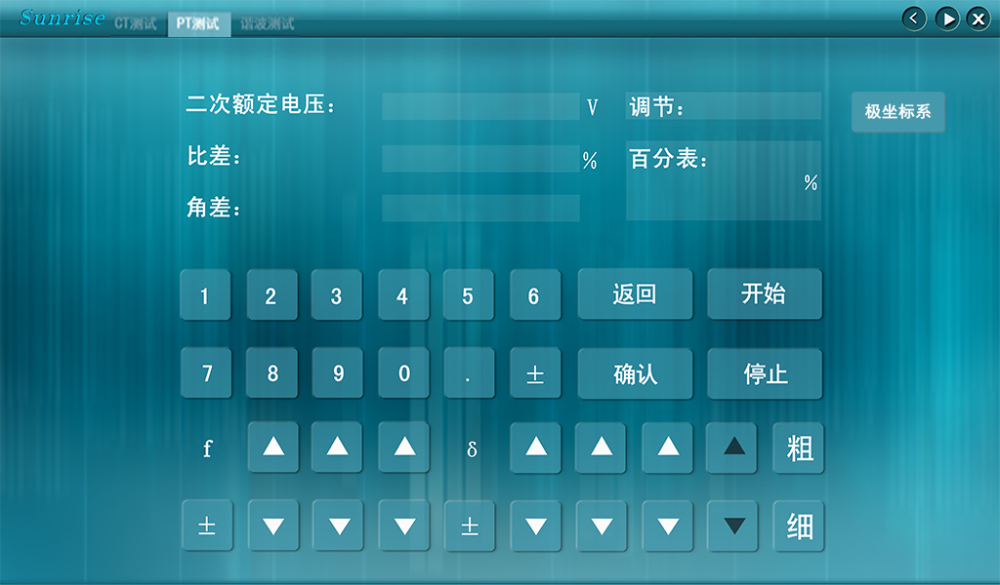 Sunrise CT测试 PT测试 谐波测试
二次额定电压： V 调节： 极坐标系
比差： % 百分表：
%
角差：
1 2 3 4 5 6 返回 开始
7 8 9 0 . ± 确认 停止
f ▲ ▲ ▲ δ ▲ ▲ ▲ ▲ 粗
± ▼ ▼ ▼ ± ▼ ▼ ▼ ▼ 细